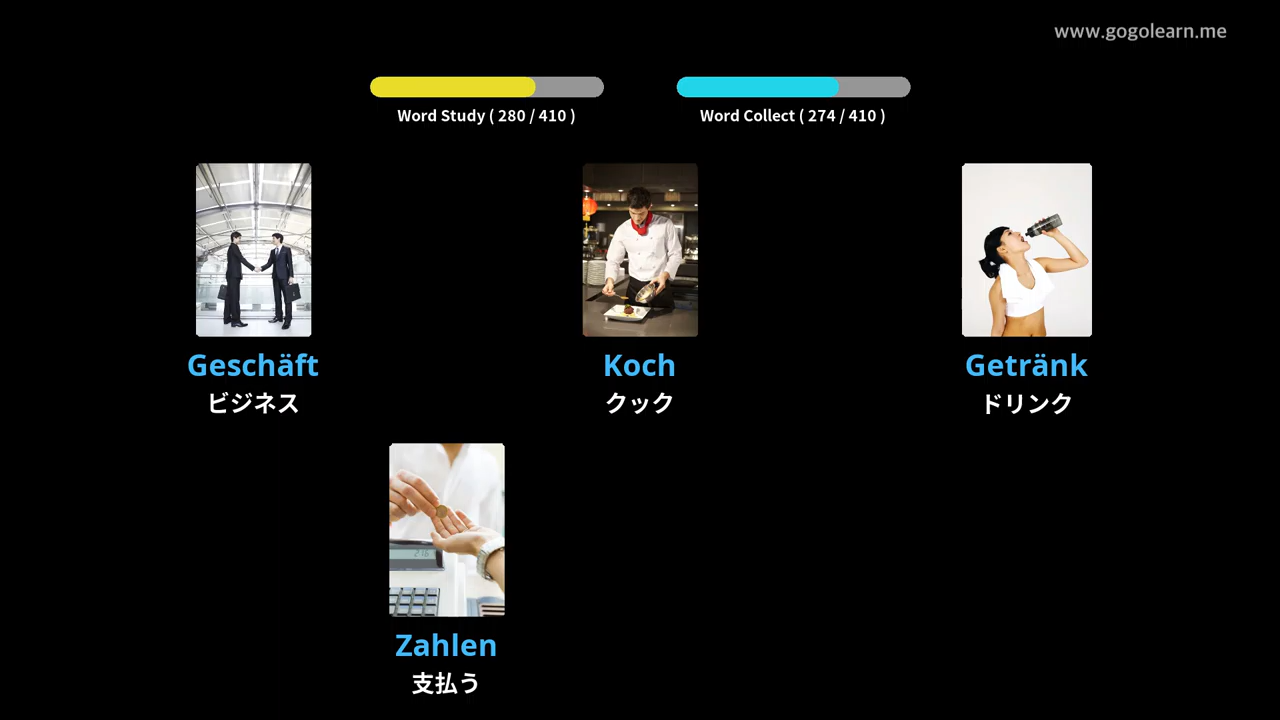 www.gogolearn.me
Word Study ( 280 / 410 )
Word Collect ( 274 / 410 )
Geschäft
ビジネス
Koch
クック
Getränk
ドリンク
Zahlen
支払う